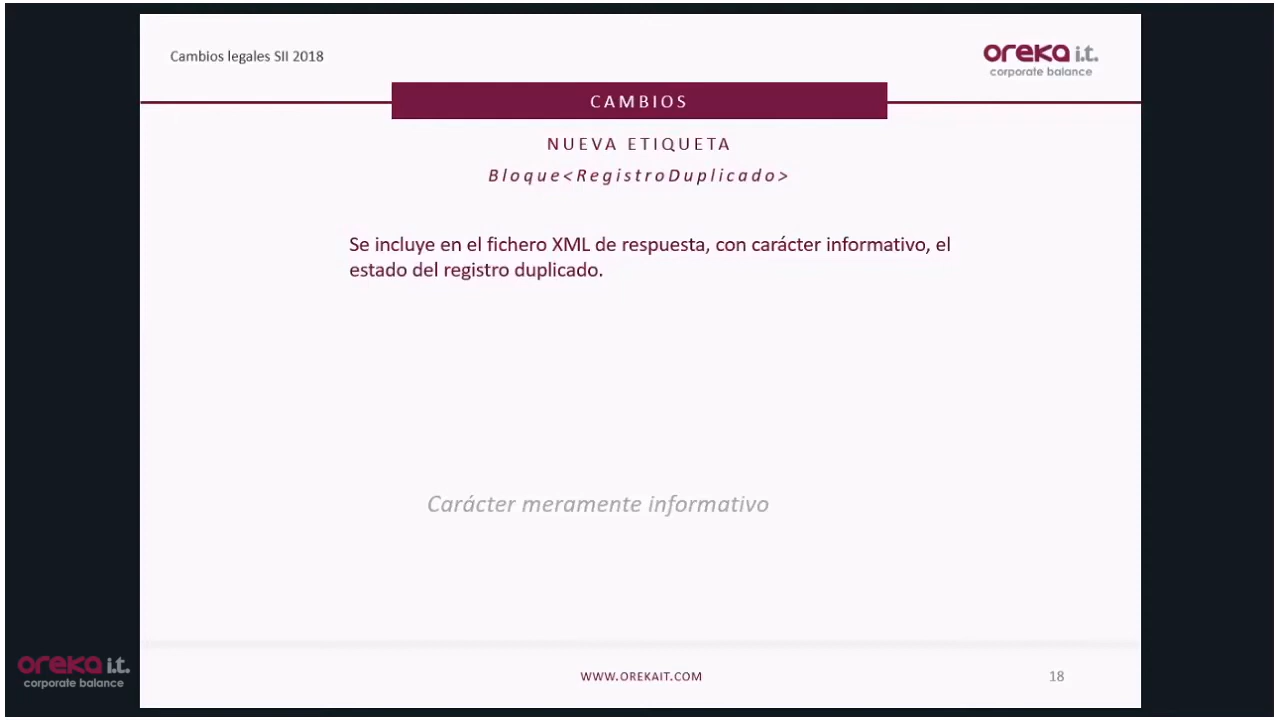 Cambios legales SII 2018
oreka i.t.
corporate balance
CAMBIOS
NUEVA ETIQUETA
Bloque<RegistroDuplicado>
Se incluye en el fichero XML de respuesta, con carácter informativo, el
estado del registro duplicado.
Carácter meramente informativo
oreka i.t.
corporate balance
WWW.OREKAIT.COM
18